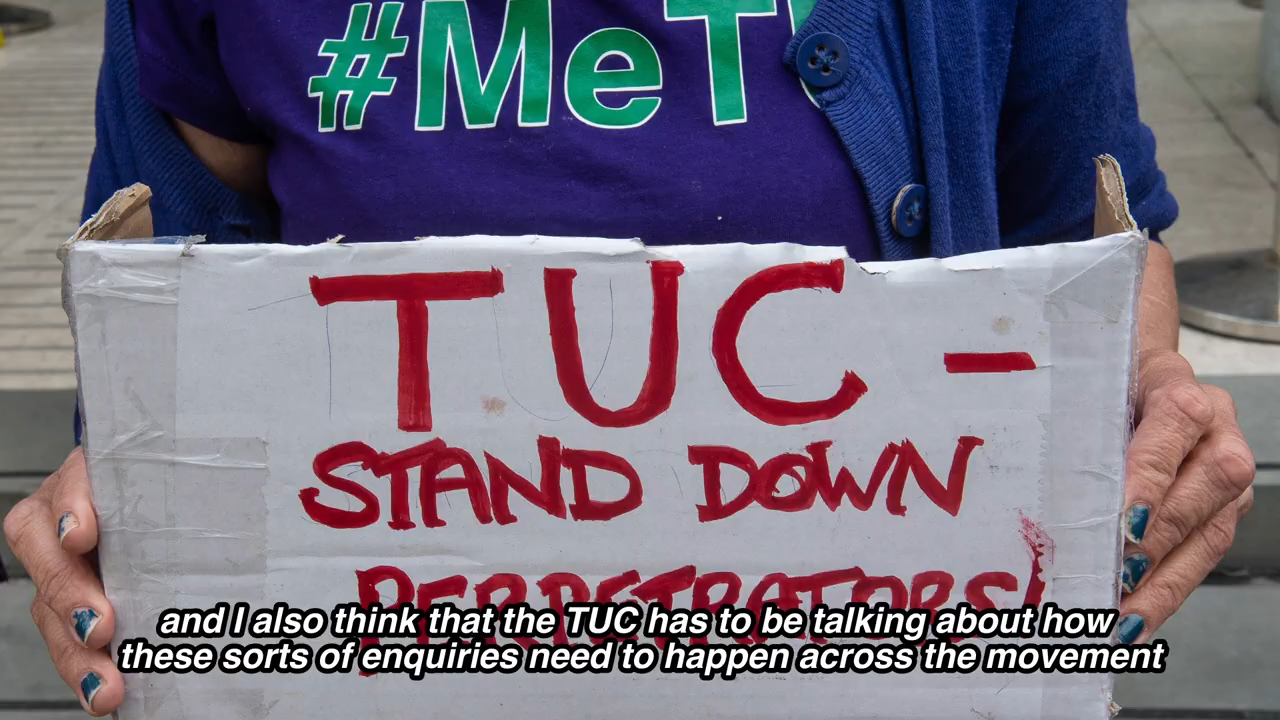 #MeT
TUC -
STAND DOWN
PERPETRATORS!
and I also think that the TUC has to be talking about how
these sorts of enquiries need to happen across the movement